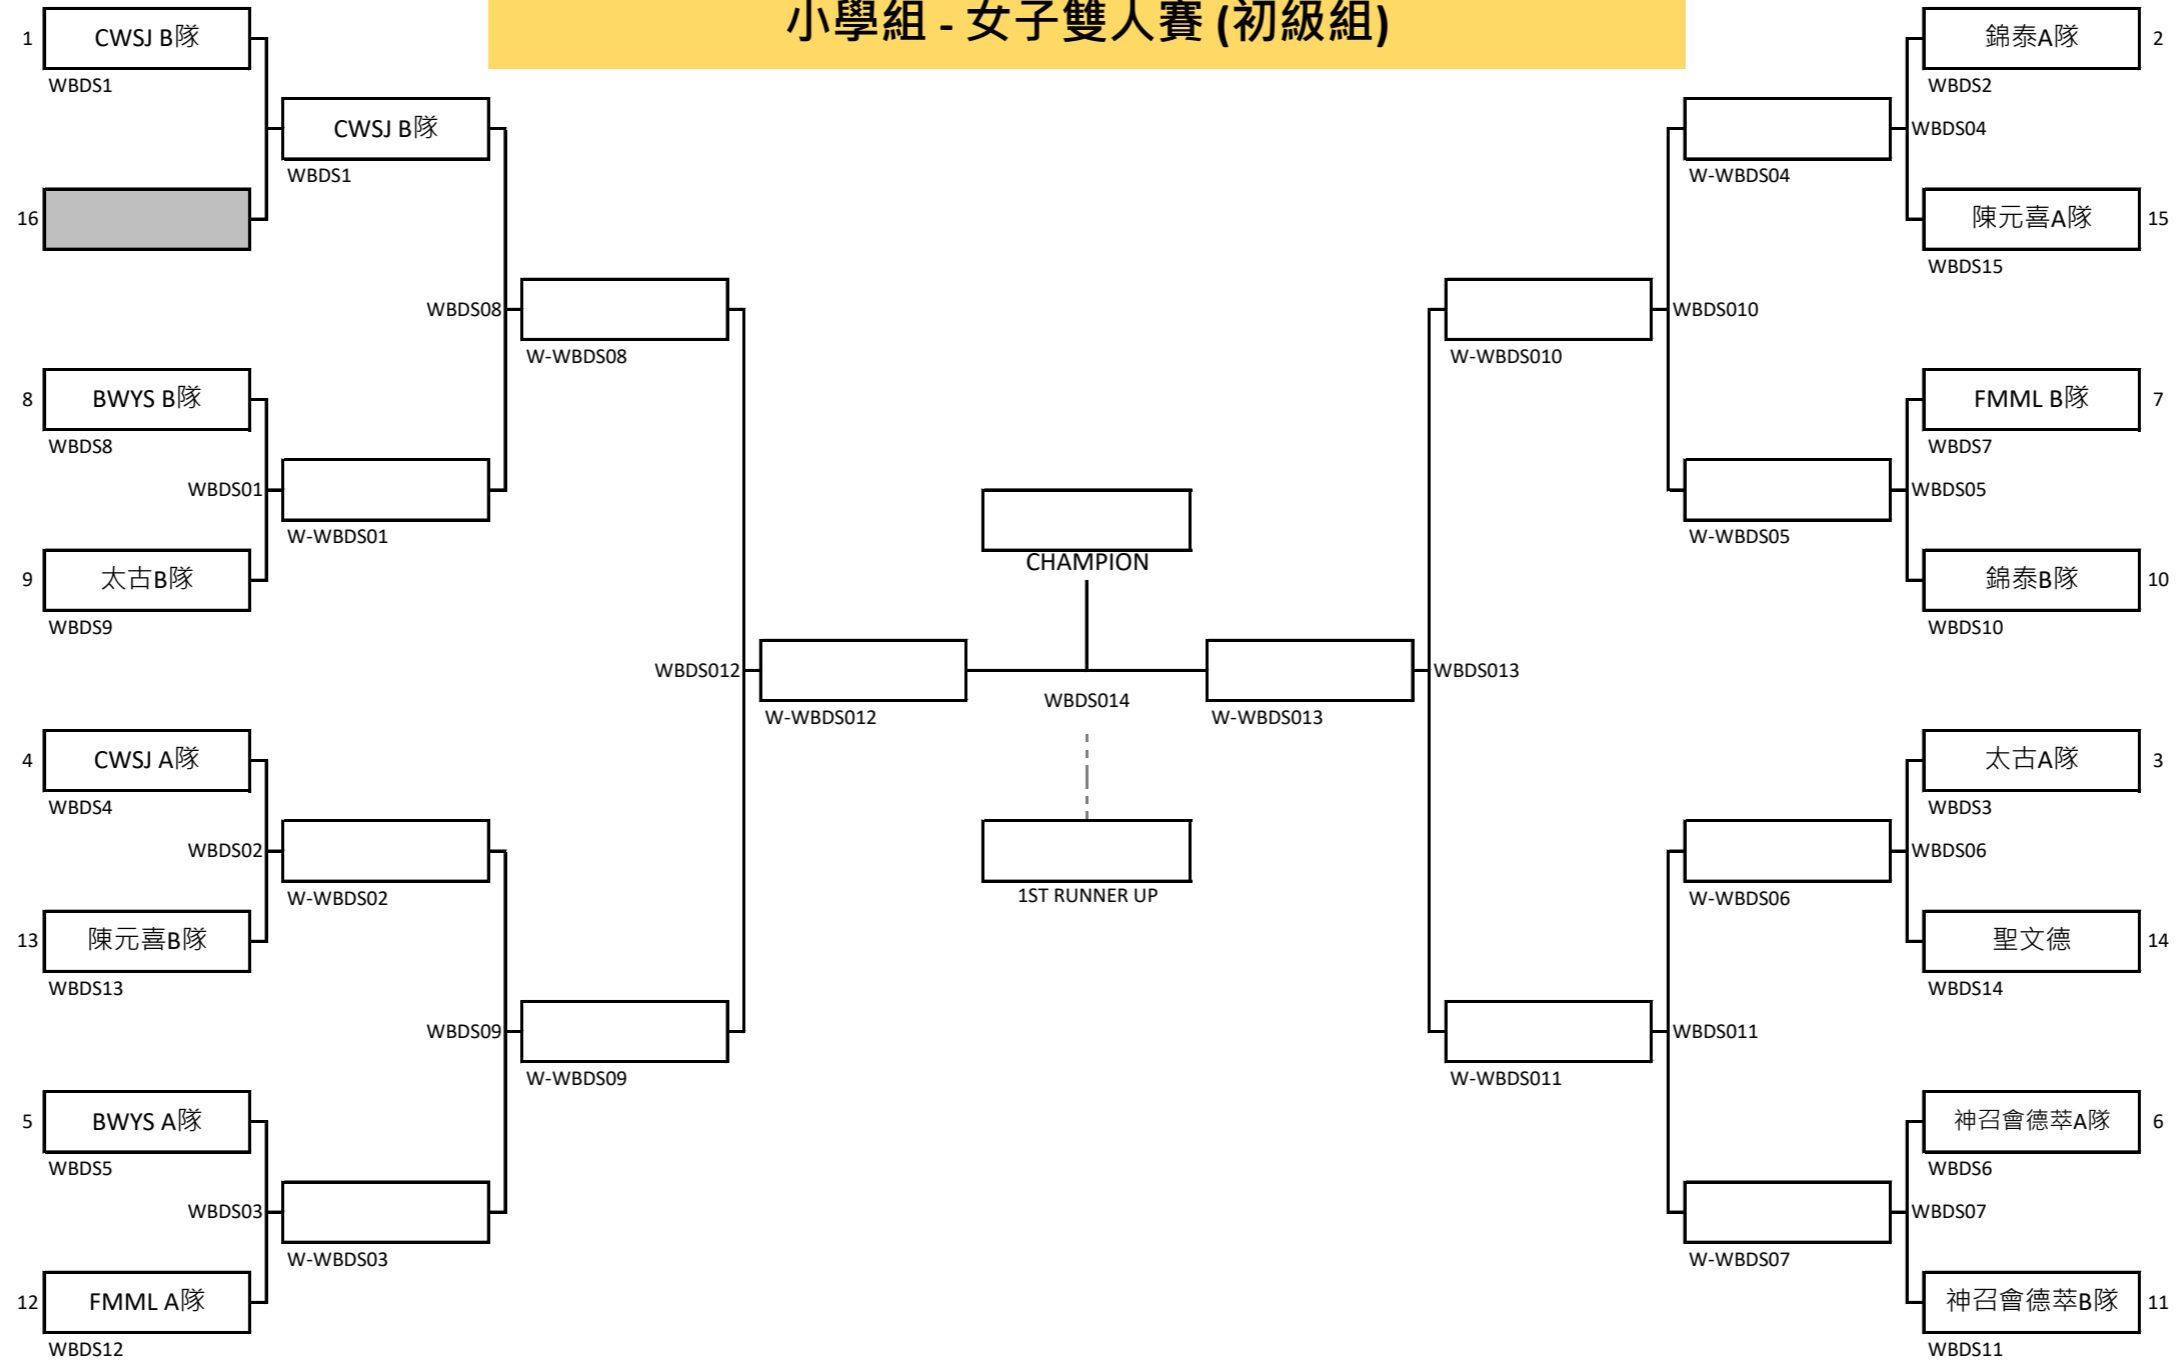 小學組 - 女子雙人賽 (初級組)
1 CWSJ B隊
WBDS1
CWSJ B隊
WBDS1
16
WBDS08
W-WBDS08
8 BWYS B隊
WBDS8
WBDS01
W-WBDS01
9 太古B隊
WBDS9
WBDS012
W-WBDS012
4 CWSJ A隊
WBDS4
WBDS02
W-WBDS02
13 陳元喜B隊
WBDS13
WBDS09
W-WBDS09
5 BWYS A隊
WBDS5
WBDS03
W-WBDS03
12 FMML A隊
WBDS12
CHAMPION
WBDS014
1ST RUNNER UP
錦泰A隊 2
WBDS2
WBDS04
W-WBDS04
陳元喜A隊 15
WBDS15
WBDS010
W-WBDS010
FMML B隊 7
WBDS7
WBDS05
W-WBDS05
錦泰B隊 10
WBDS10
WBDS013
W-WBDS013
太古A隊 3
WBDS3
WBDS06
W-WBDS06
聖文德 14
WBDS14
WBDS011
W-WBDS011
神召會德萃A隊 6
WBDS6
WBDS07
W-WBDS07
神召會德萃B隊 11
WBDS11